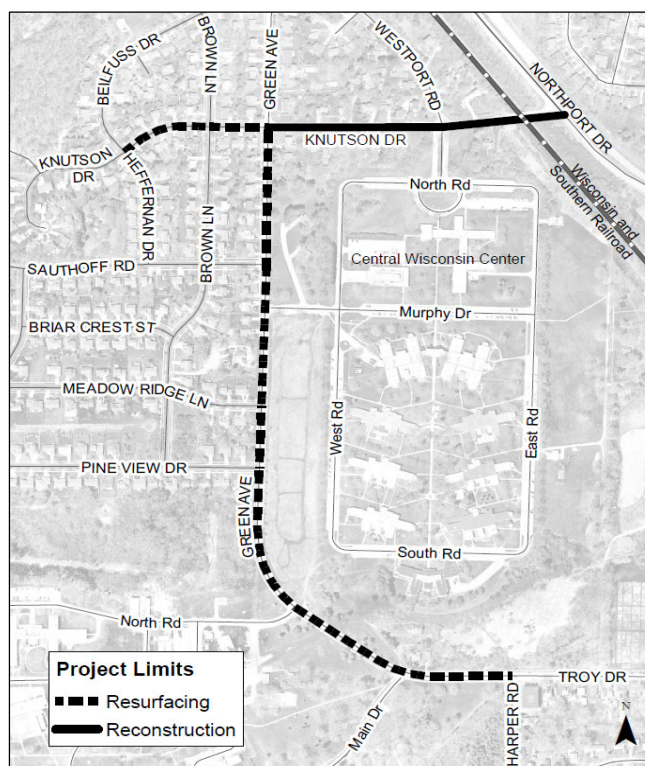 BEILFUSS DR
BROWN LN
GREEN AVE
WESTPORT RD
NORTHPORT DR
KNUTSON DR
KNUTSON
DR
HEFFERNAN DR
BROWN LN
North Rd
Wisconsin and
Southern Railroad
Central Wisconsin Center
SAUTHOFF RD
Murphy Dr
BRIAR CREST ST
MEADOW RIDGE LN
West Rd
East Rd
PINE VIEW DR
GREEN AVE
South Rd
North Rd
Project Limits
Resurfacing
Reconstruction
Main Dr
HARPER RD
TROY DR
N